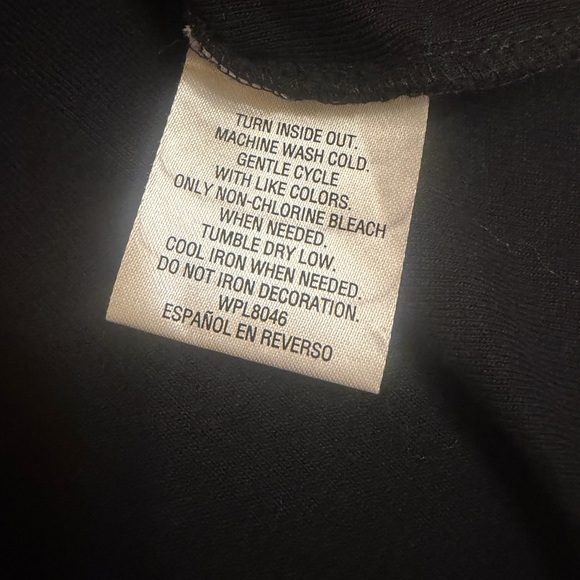 TURN INSIDE OUT.
MACHINE WASH COLD.
GENTLE CYCLE
WITH LIKE COLORS.
ONLY NON-CHLORINE BLEACH
WHEN NEEDED.
TUMBLE DRY LOW.
COOL IRON WHEN NEEDED.
DO NOT IRON DECORATION.
WPL8046
ESPAÑOL EN REVERSO